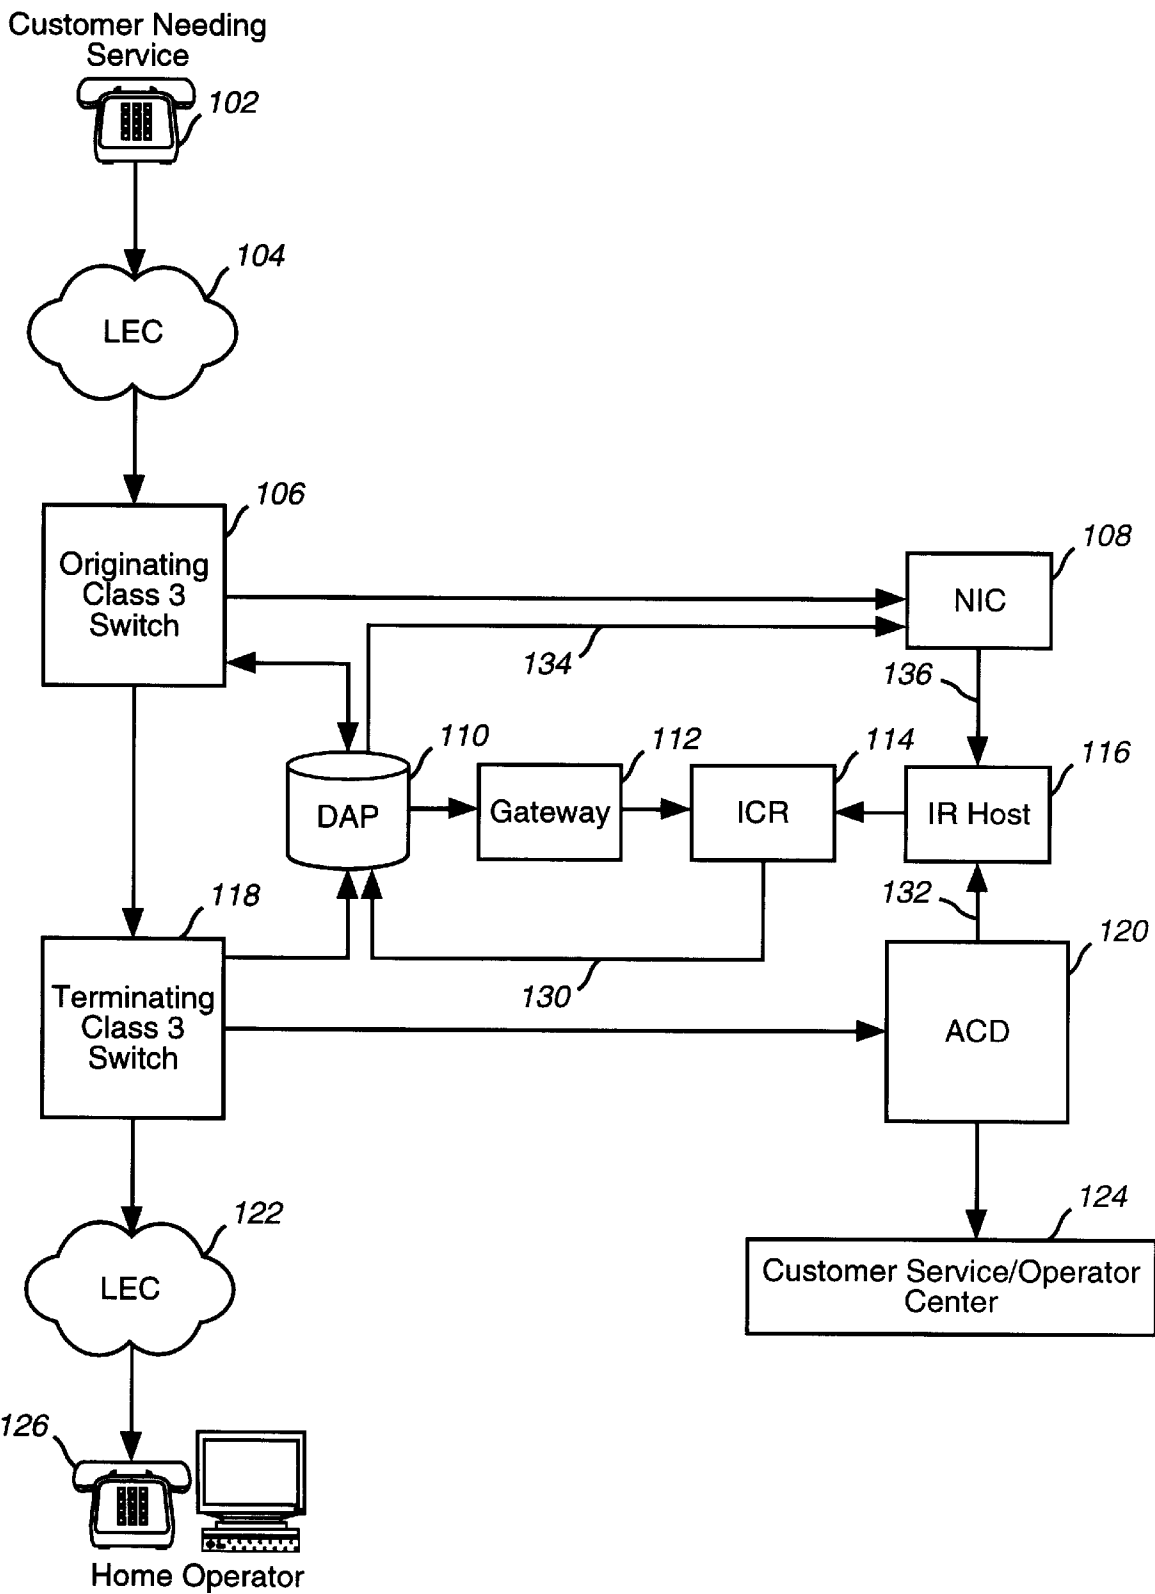 Customer Needing
Service
102
104
LEC
106
Originating
Class 3
Switch
108
NIC
134
136
110
112
114
116
DAP
Gateway
ICR
IR Host
118
132
120
130
Terminating
Class 3
Switch
ACD
122
124
LEC
Customer Service/Operator
Center
126
Home Operator